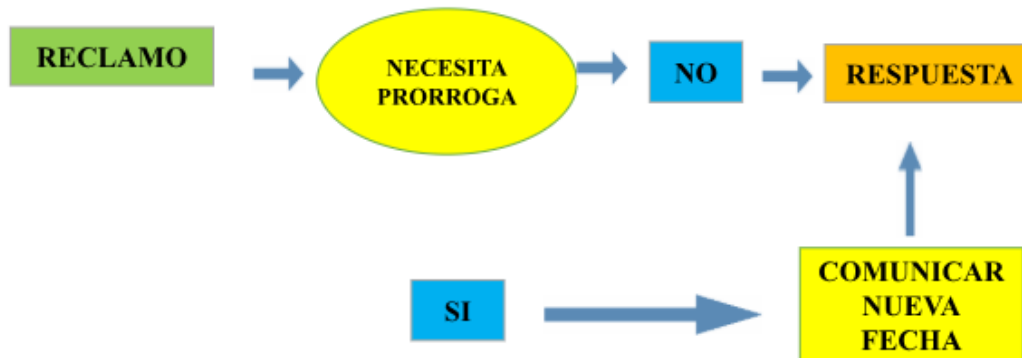 RECLAMO
NECESITA
PRORROGA
NO
RESPUESTA
SI
COMUNICAR
NUEVA
FECHA